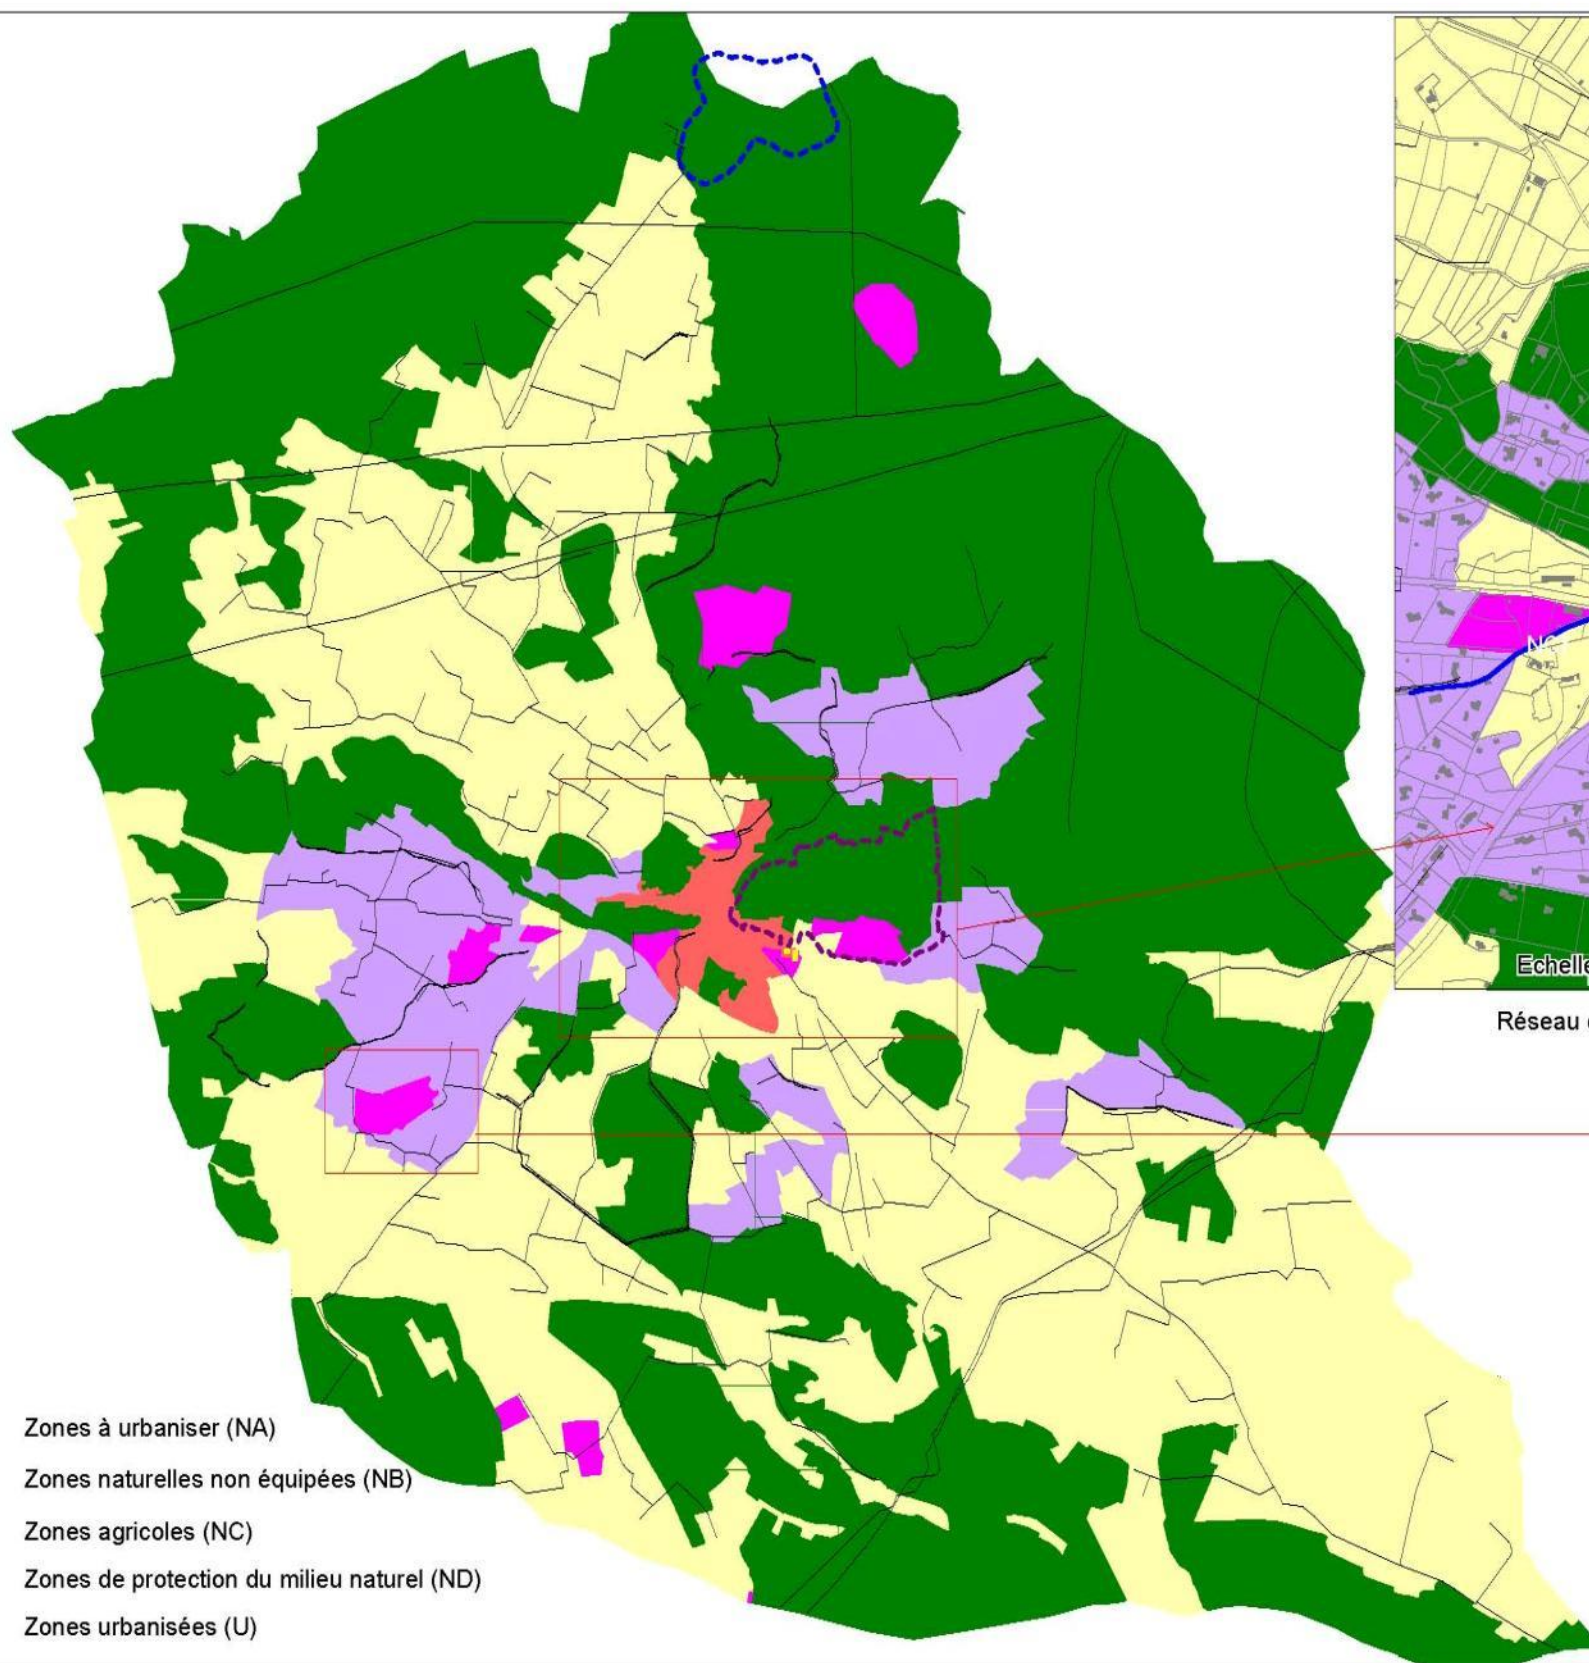 Echelle
Réseau
Zones à urbaniser (NA)
Zones naturelles non équipées (NB)
Zones agricoles (NC)
Zones de protection du milieu naturel (ND)
Zones urbanisées (U)